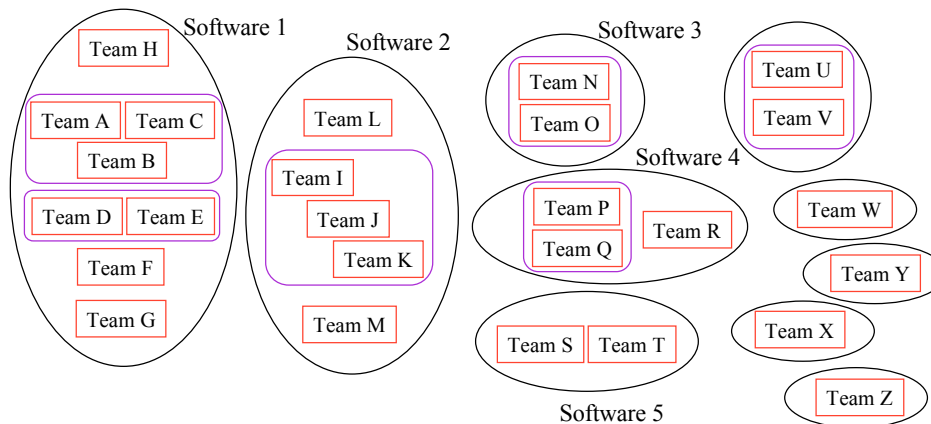 Software 1
Team H
Team A
Team C
Team B
Team D
Team E
Team F
Team G
Software 2
Team L
Team I
Team J
Team K
Team M
Software 3
Team N
Team O
Software 4
Team P
Team Q
Team R
Team S
Team T
Software 5
Team U
Team V
Team W
Team Y
Team X
Team Z